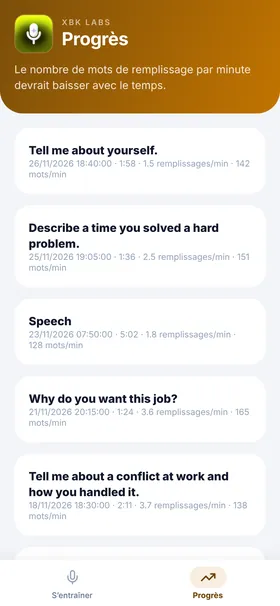 XBK LABS
Progrès
Le nombre de mots de remplissage par minute
devrait baisser avec le temps.
Tell me about yourself.
26/11/2026 18:40:00 · 1:58 · 1.5 remplissages/min · 142
mots/min
Describe a time you solved a hard
problem.
25/11/2026 19:05:00 · 1:36 · 2.5 remplissages/min · 151
mots/min
Speech
23/11/2026 07:50:00 · 5:02 · 1.8 remplissages/min ·
128 mots/min
Why do you want this job?
21/11/2026 20:15:00 · 1:24 · 3.6 remplissages/min · 165
mots/min
Tell me about a conflict at work and
how you handled it.
18/11/2026 18:30:00 · 2:11 · 3.7 remplissages/min · 138
mots/min
S'entraîner
Progrès